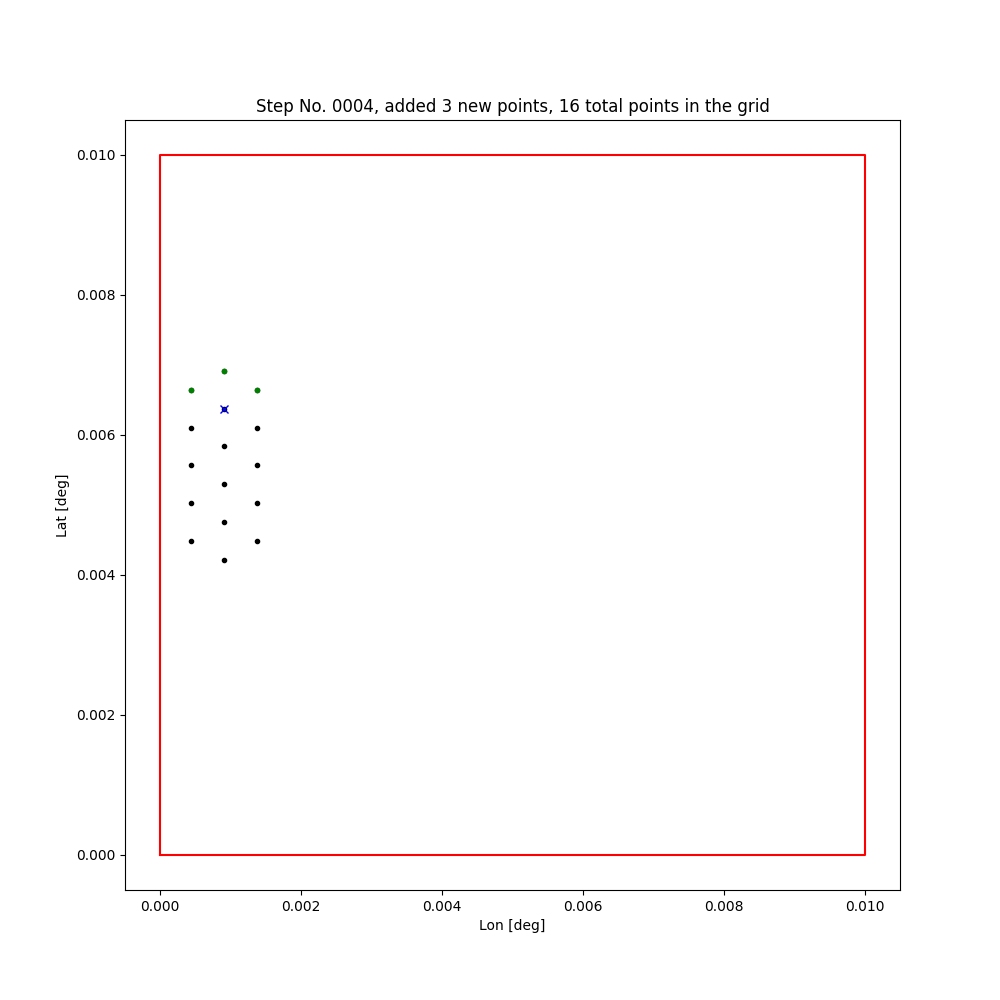 Step No. 0004, added 3 new points, 16 total points in the grid
0.010
0.008
0.006
0.004
0.002
0.000
Lat [deg]
0.000 0.002 0.004 0.006 0.008 0.010
Lon [deg]